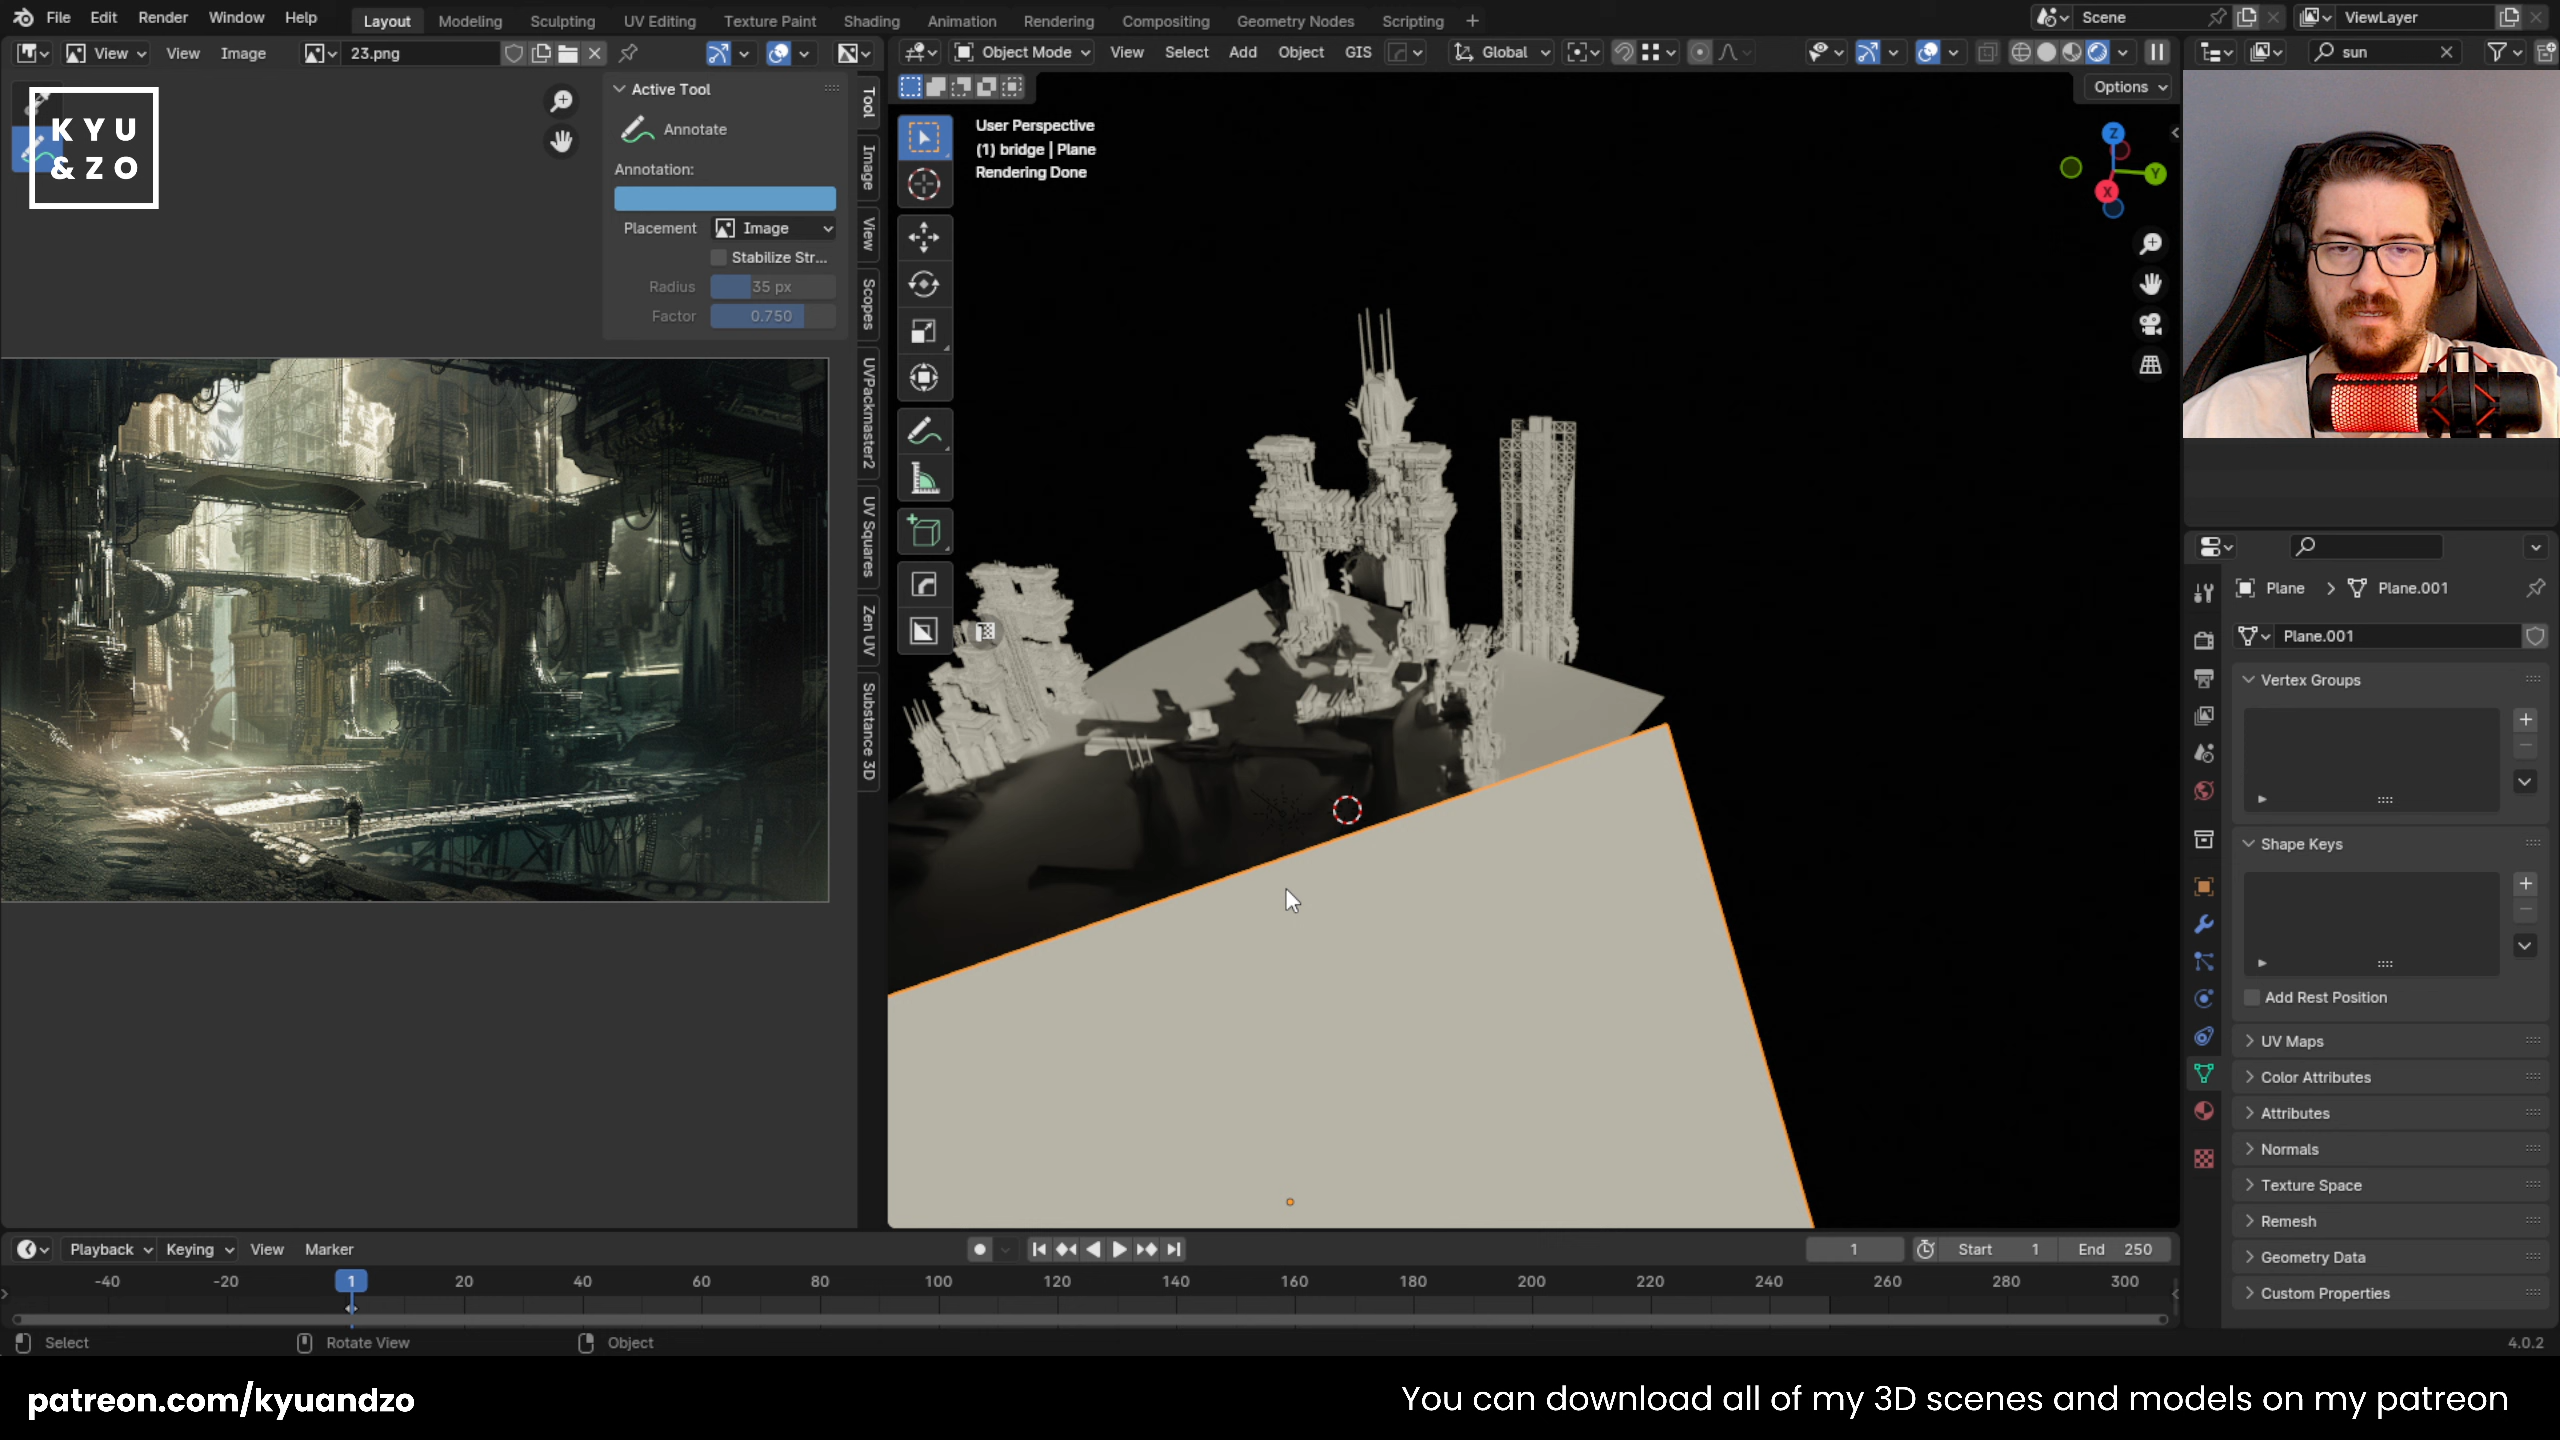 File Edit Render Window Help
Layout Modeling Sculpting UV Editing Texture Paint Shading Animation Rendering Compositing Geometry Nodes Scripting +
Scene
ViewLayer
View View Image 23.png
Object Mode View Select Add Object GIS Global
sun
Options
KYU
&ZO
Active Tool
Annotate
Annotation:
Placement Image
Stabilize Str...
Radius 35 px
Factor 0.750
Tool
Image
View
Scopes
UVPackmaster2
UV Squares
Zen UV
Substance 3D
User Perspective
(1) bridge | Plane
Rendering Done
Z
Y
X
Plane > Plane.001
Plane.001
Vertex Groups
Shape Keys
Add Rest Position
UV Maps
Color Attributes
Attributes
Normals
Texture Space
Remesh
Geometry Data
Custom Properties
Playback Keying View Marker
1 Start 1 End 250
-40 -20 1 20 40 60 80 100 120 140 160 180 200 220 240 260 280 300
Select Rotate View Object 4.0.2
patreon.com/kyuandzo
You can download all of my 3D scenes and models on my patreon